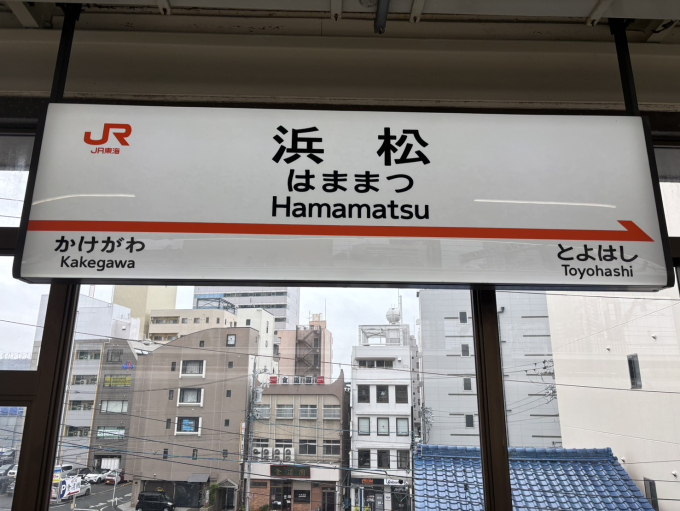 JR
JR東海
浜松
はままつ
Hamamatsu
かけがわ
Kakegawa
とよはし
Toyohashi